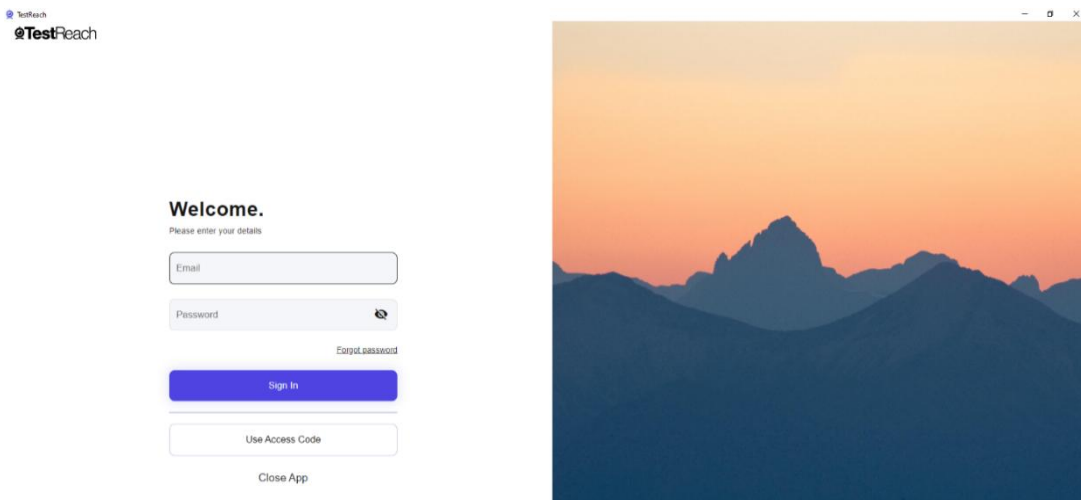 TestReach
TestReach
Welcome.
Please enter your details
Email
Password
Forgot password
Sign In
Use Access Code
Close App